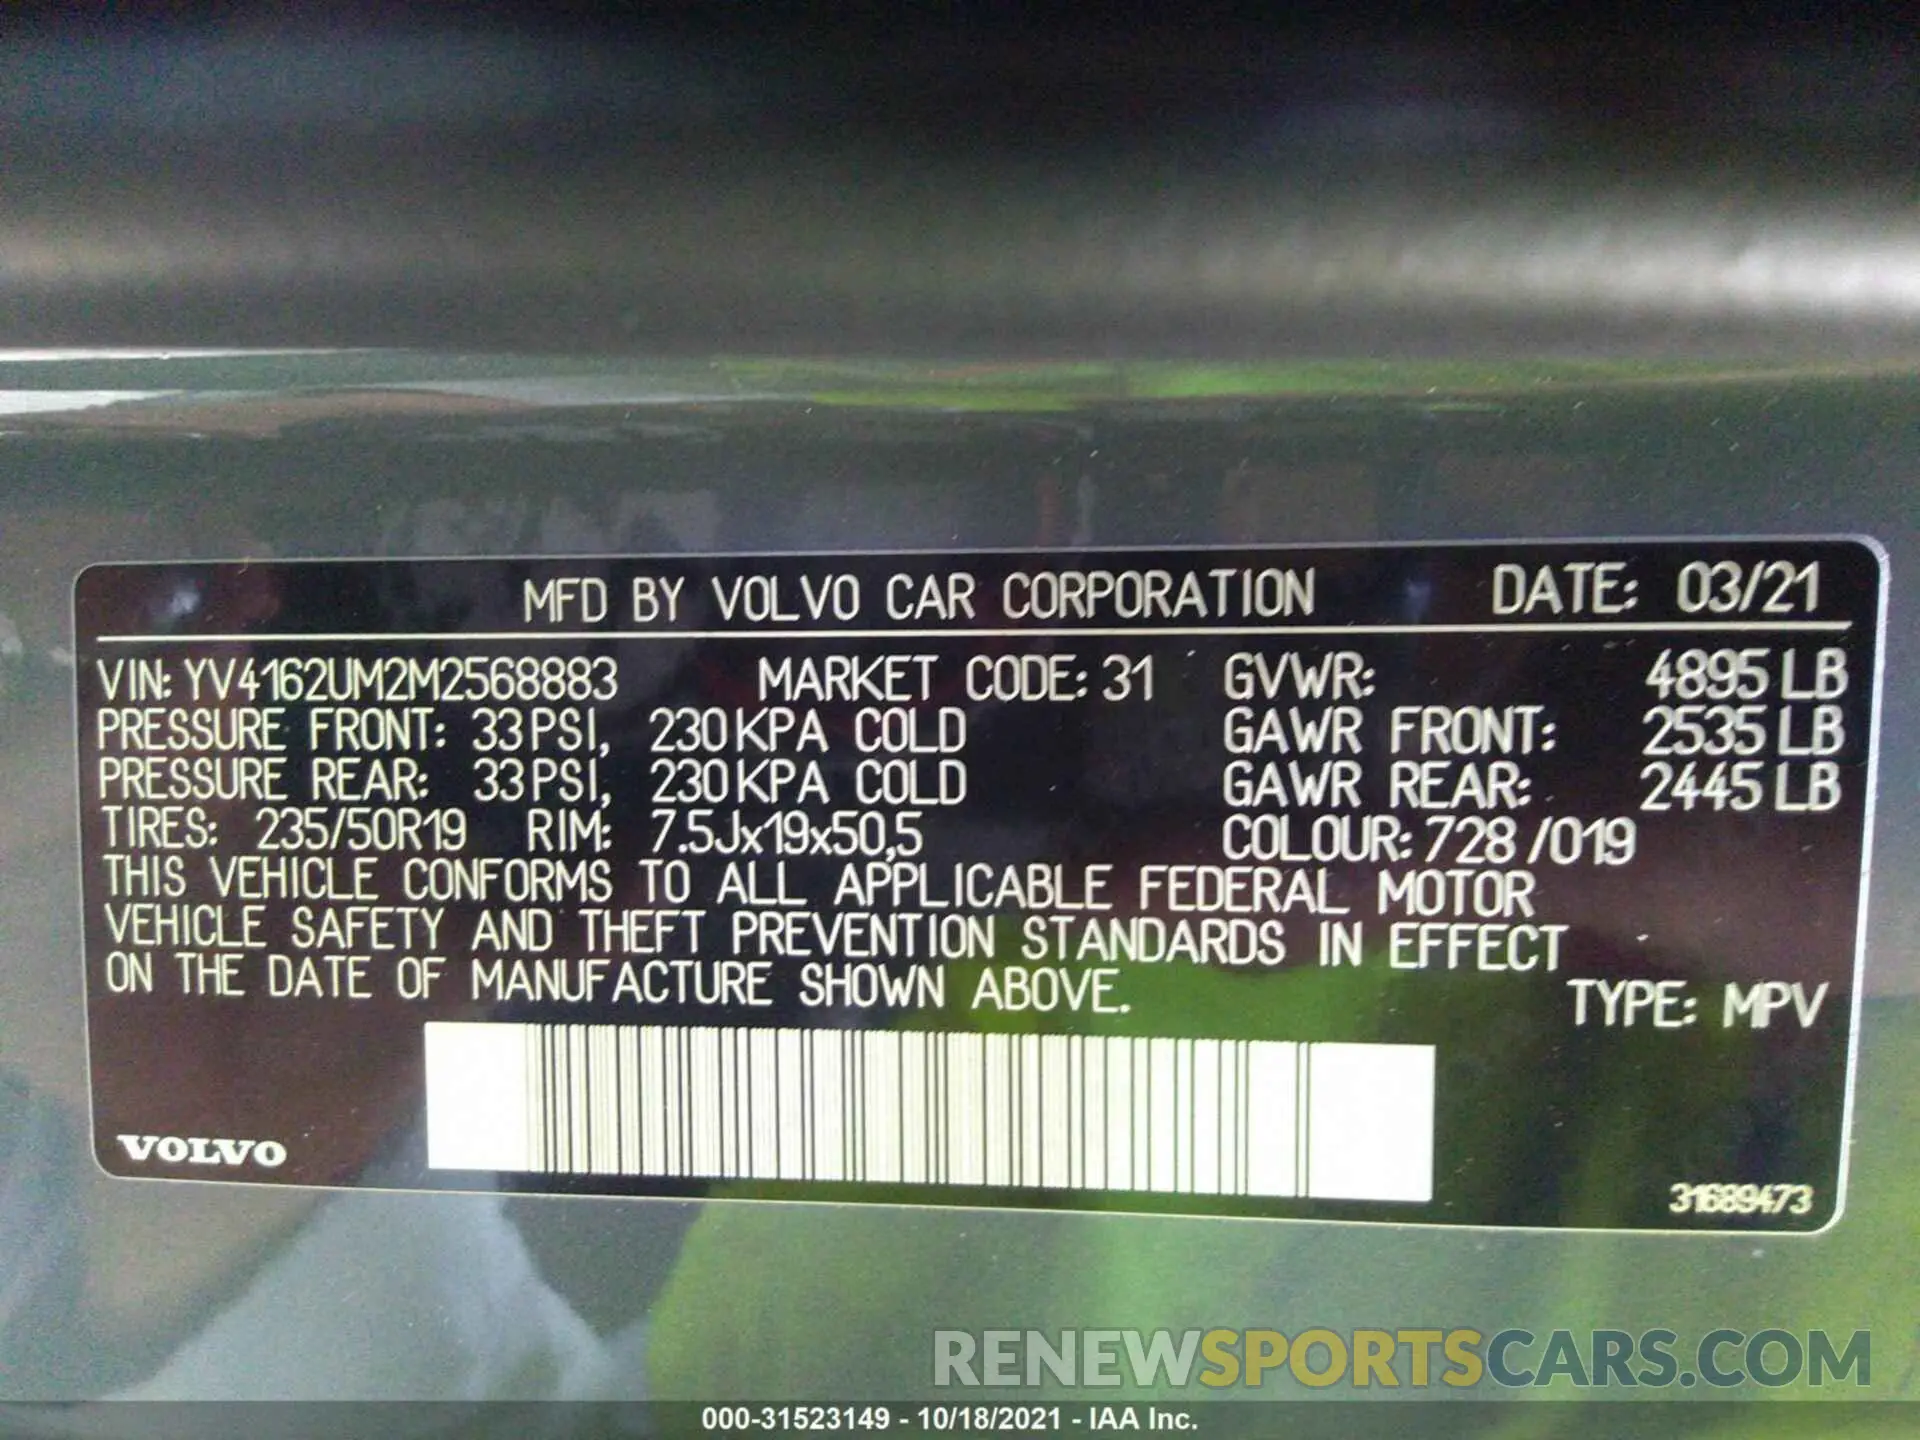 MFD BY VOLVO CAR CORPORATION DATE: 03/21
VIN: YV4162UM2M2568883 MARKET CODE: 31 GVWR: 4895 LB
PRESSURE FRONT: 33 PSI, 230 KPA COLD GAWR FRONT: 2535 LB
PRESSURE REAR: 33 PSI, 230 KPA COLD GAWR REAR: 2445 LB
TIRES: 235/50R19 RIM: 7.5Jx19x50,5 COLOUR: 728 /019
THIS VEHICLE CONFORMS TO ALL APPLICABLE FEDERAL MOTOR
VEHICLE SAFETY AND THEFT PREVENTION STANDARDS IN EFFECT
ON THE DATE OF MANUFACTURE SHOWN ABOVE.
TYPE: MPV
VOLVO
31689473
RENEWSPORTSCARS.COM
000-31523149 - 10/18/2021 - IAA Inc.